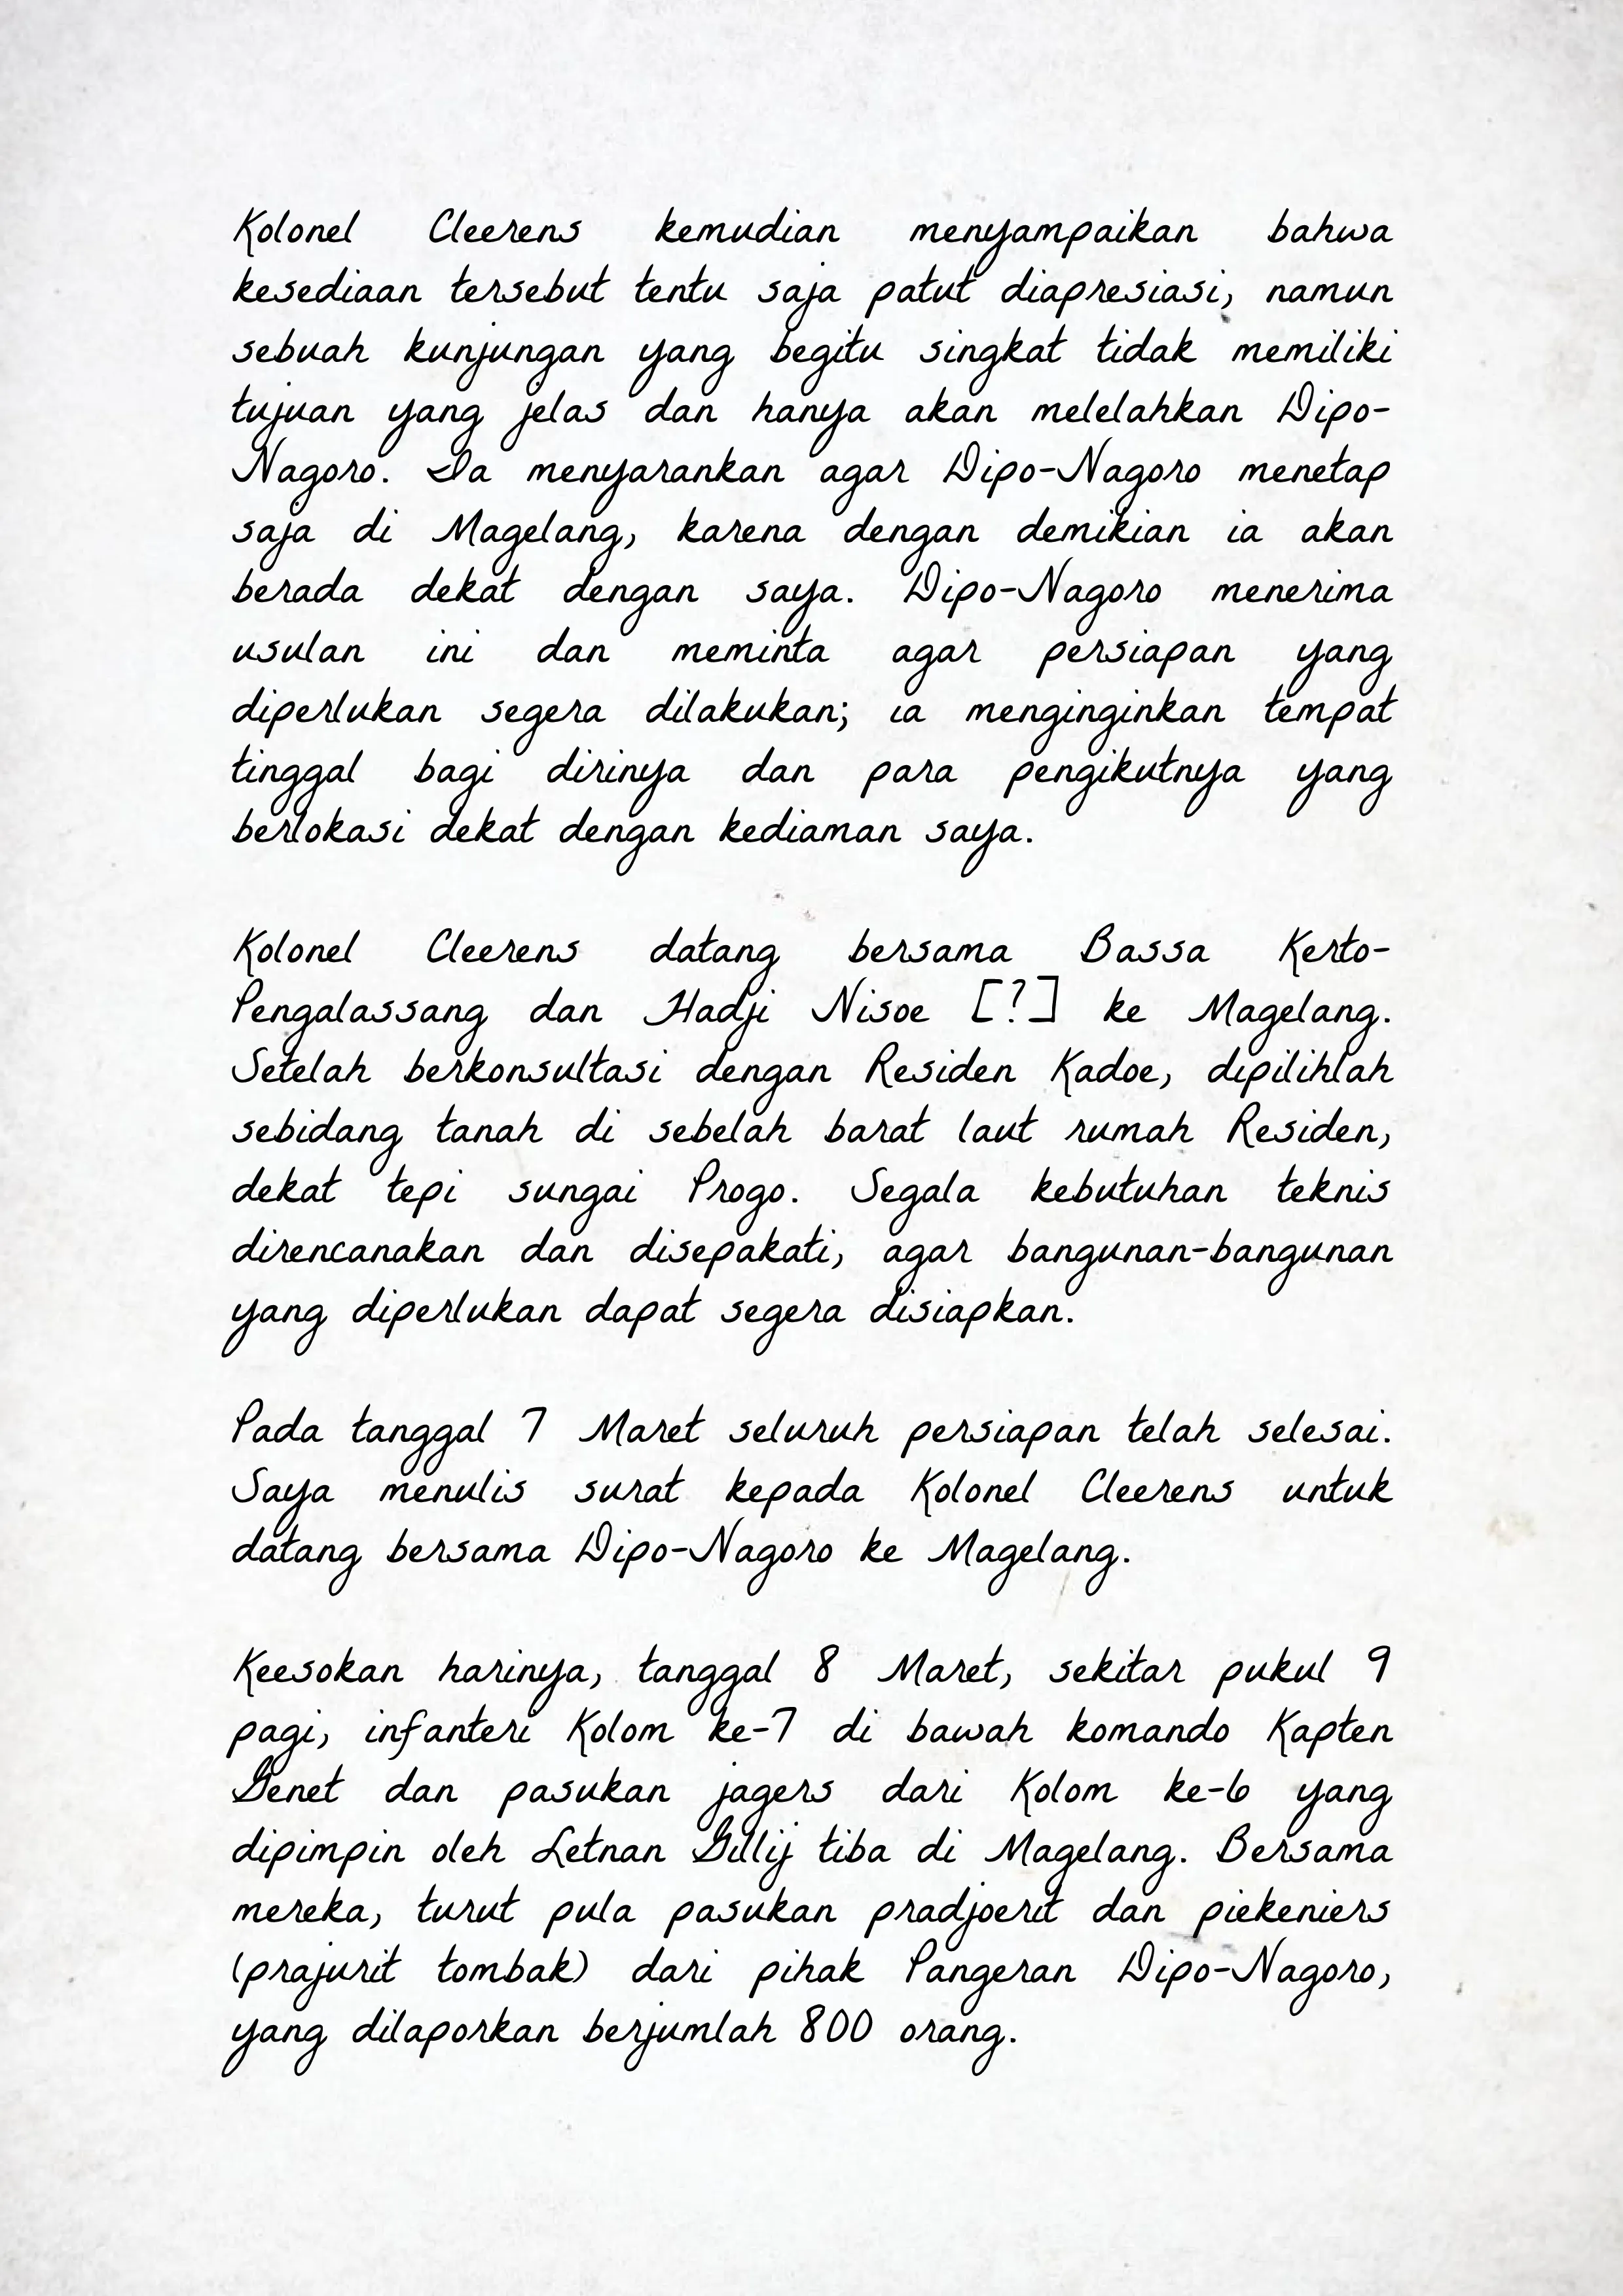 Kolonel Cleerens kemudian menyampaikan bahwa
kesediaan tersebut tentu saja patut diapresiasi, namun
sebuah kunjungan yang begitu singkat tidak memiliki
tujuan yang jelas dan hanya akan melelahkan Dipo-
Nagoro. Ia menyarankan agar Dipo-Nagoro menetap
saja di Magelang, karena dengan demikian ia akan
berada dekat dengan saya. Dipo-Nagoro menerima
usulan ini dan meminta agar persiapan yang
diperlukan segera dilakukan; ia menginginkan tempat
tinggal bagi dirinya dan para pengikutnya yang
berlokasi dekat dengan kediaman saya.

Kolonel Cleerens datang bersama Bassa Kerto-
Pengalassang dan Hadji Nisoe [?] ke Magelang.
Setelah berkonsultasi dengan Residen Kadoe, dipilihlah
sebidang tanah di sebelah barat laut rumah Residen,
dekat tepi sungai Progo. Segala kebutuhan teknis
direncanakan dan disepakati, agar bangunan-bangunan
yang diperlukan dapat segera disiapkan.

Pada tanggal 7 Maret seluruh persiapan telah selesai.
Saya menulis surat kepada Kolonel Cleerens untuk
datang bersama Dipo-Nagoro ke Magelang.

Keesokan harinya, tanggal 8 Maret, sekitar pukul 9
pagi, infanteri Kolom ke-7 di bawah komando Kapten
Genet dan pasukan jagers dari Kolom ke-6 yang
dipimpin oleh Letnan Gillij tiba di Magelang. Bersama
mereka, turut pula pasukan pradjoerit dan piekeniers
(prajurit tombak) dari pihak Pangeran Dipo-Nagoro,
yang dilaporkan berjumlah 800 orang.